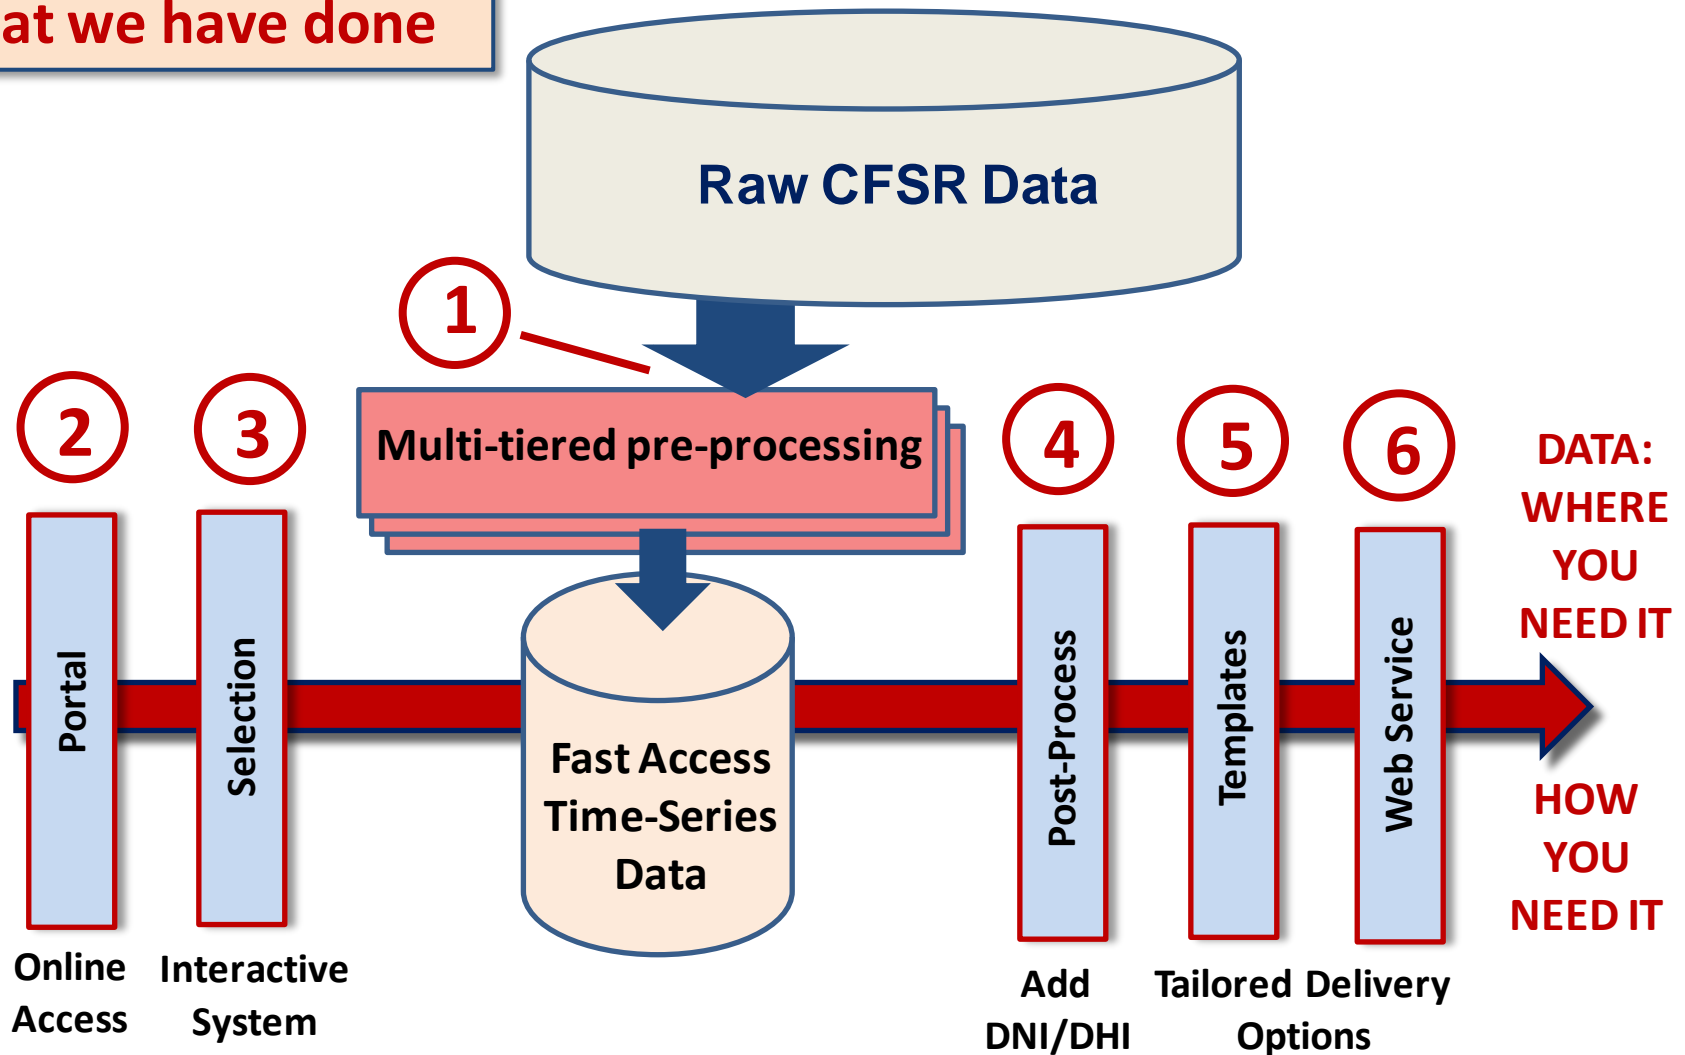 at we have done
Raw CFSR Data
1
Multi-tiered pre-processing
2
3
4
5
6
Portal
Selection
Fast Access
Time-Series
Data
Post-Process
Templates
Web Service
DATA:
WHERE
YOU
NEED IT
HOW
YOU
NEED IT
Online
Access
Interactive
System
Add
DNI/DHI
Tailored Delivery
Options